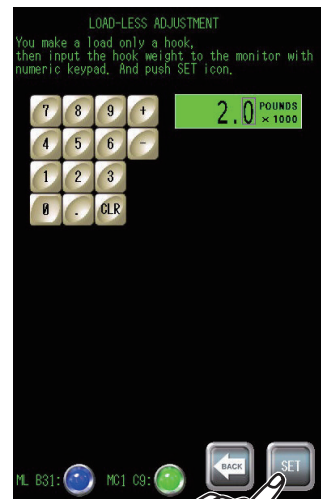 LOAD-LESS ADJUSTMENT
You make a load only a hook,
then input the hook weight to the monitor with
numeric keypad. And push SET icon.
7 8 9 +
2.0 POUNDS × 1000
4 5 6 -
1 2 3
0 . CLR
BACK SET
ML B31: MC1 C9: